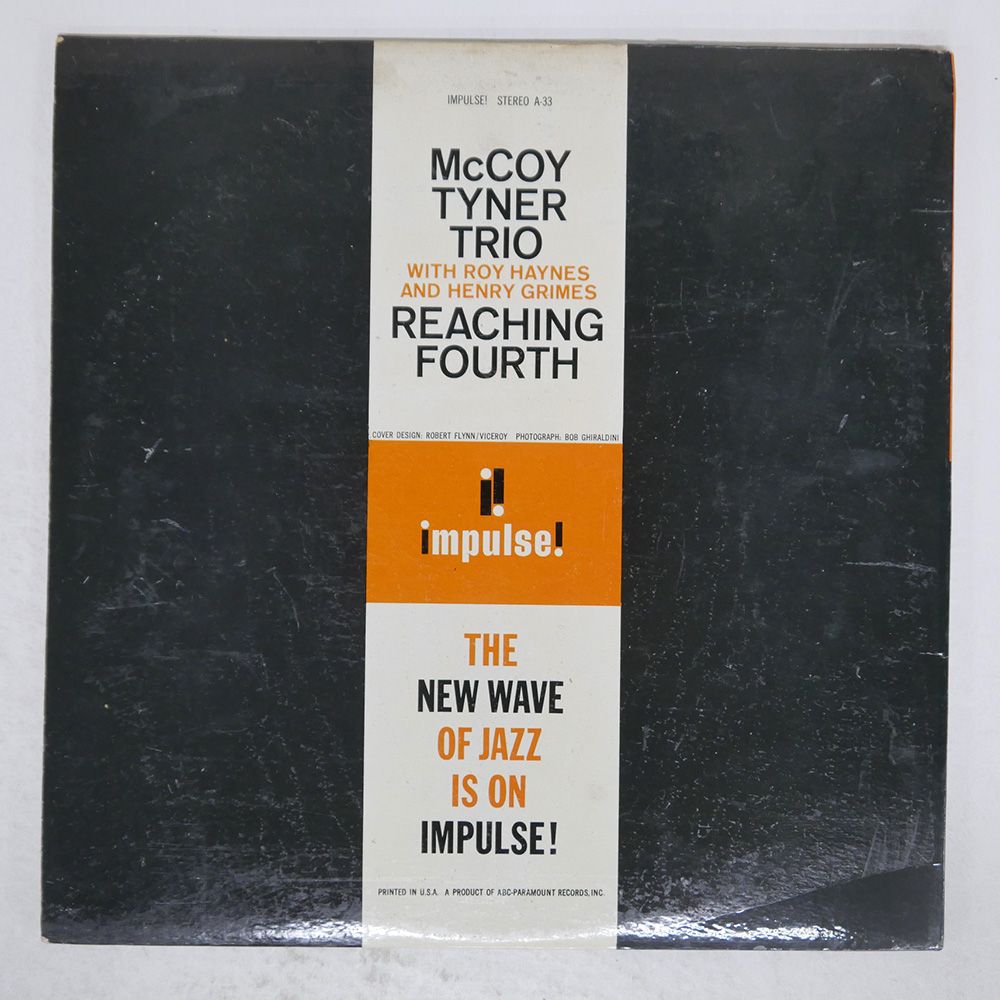 IMPULSE! STEREO A-33
McCOY
TYNER
TRIO
WITH ROY HAYNES
AND HENRY GRIMES
REACHING
FOURTH
COVER DESIGN: ROBERT FLYNN/VICEROY PHOTOGRAPH: BOB GHIRALDINI
i!
impulse!
THE
NEW WAVE
OF JAZZ
IS ON
IMPULSE!
PRINTED IN U.S.A. A PRODUCT OF ABC-PARAMOUNT RECORDS, INC.